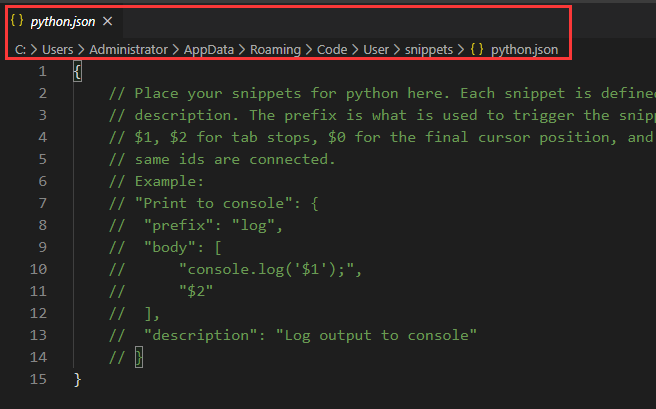 {} python.json ×
C: > Users > Administrator > AppData > Roaming > Code > User > snippets > {} python.json
1 {
2 // Place your snippets for python here. Each snippet is defined
3 // description. The prefix is what is used to trigger the snip
4 // $1, $2 for tab stops, $0 for the final cursor position, and
5 // same ids are connected.
6 // Example:
7 // "Print to console": {
8 // "prefix": "log",
9 // "body": [
10 // "console.log('$1');",
11 // "$2"
12 // ],
13 // "description": "Log output to console"
14 // }
15 }